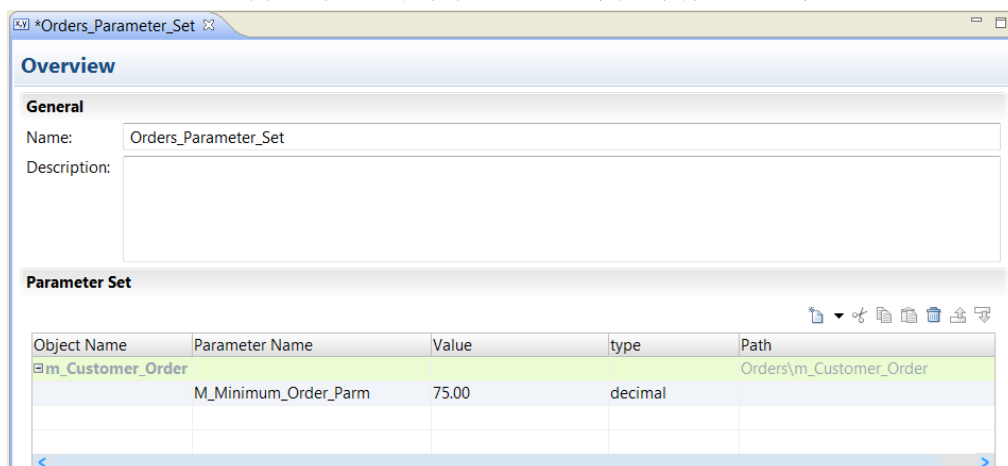 *Orders_Parameter_Set
Overview
General
Name: Orders_Parameter_Set
Description:
Parameter Set
Object Name Parameter Name Value type Path
m_Customer_Order Orders\m_Customer_Order
M_Minimum_Order_Parm 75.00 decimal